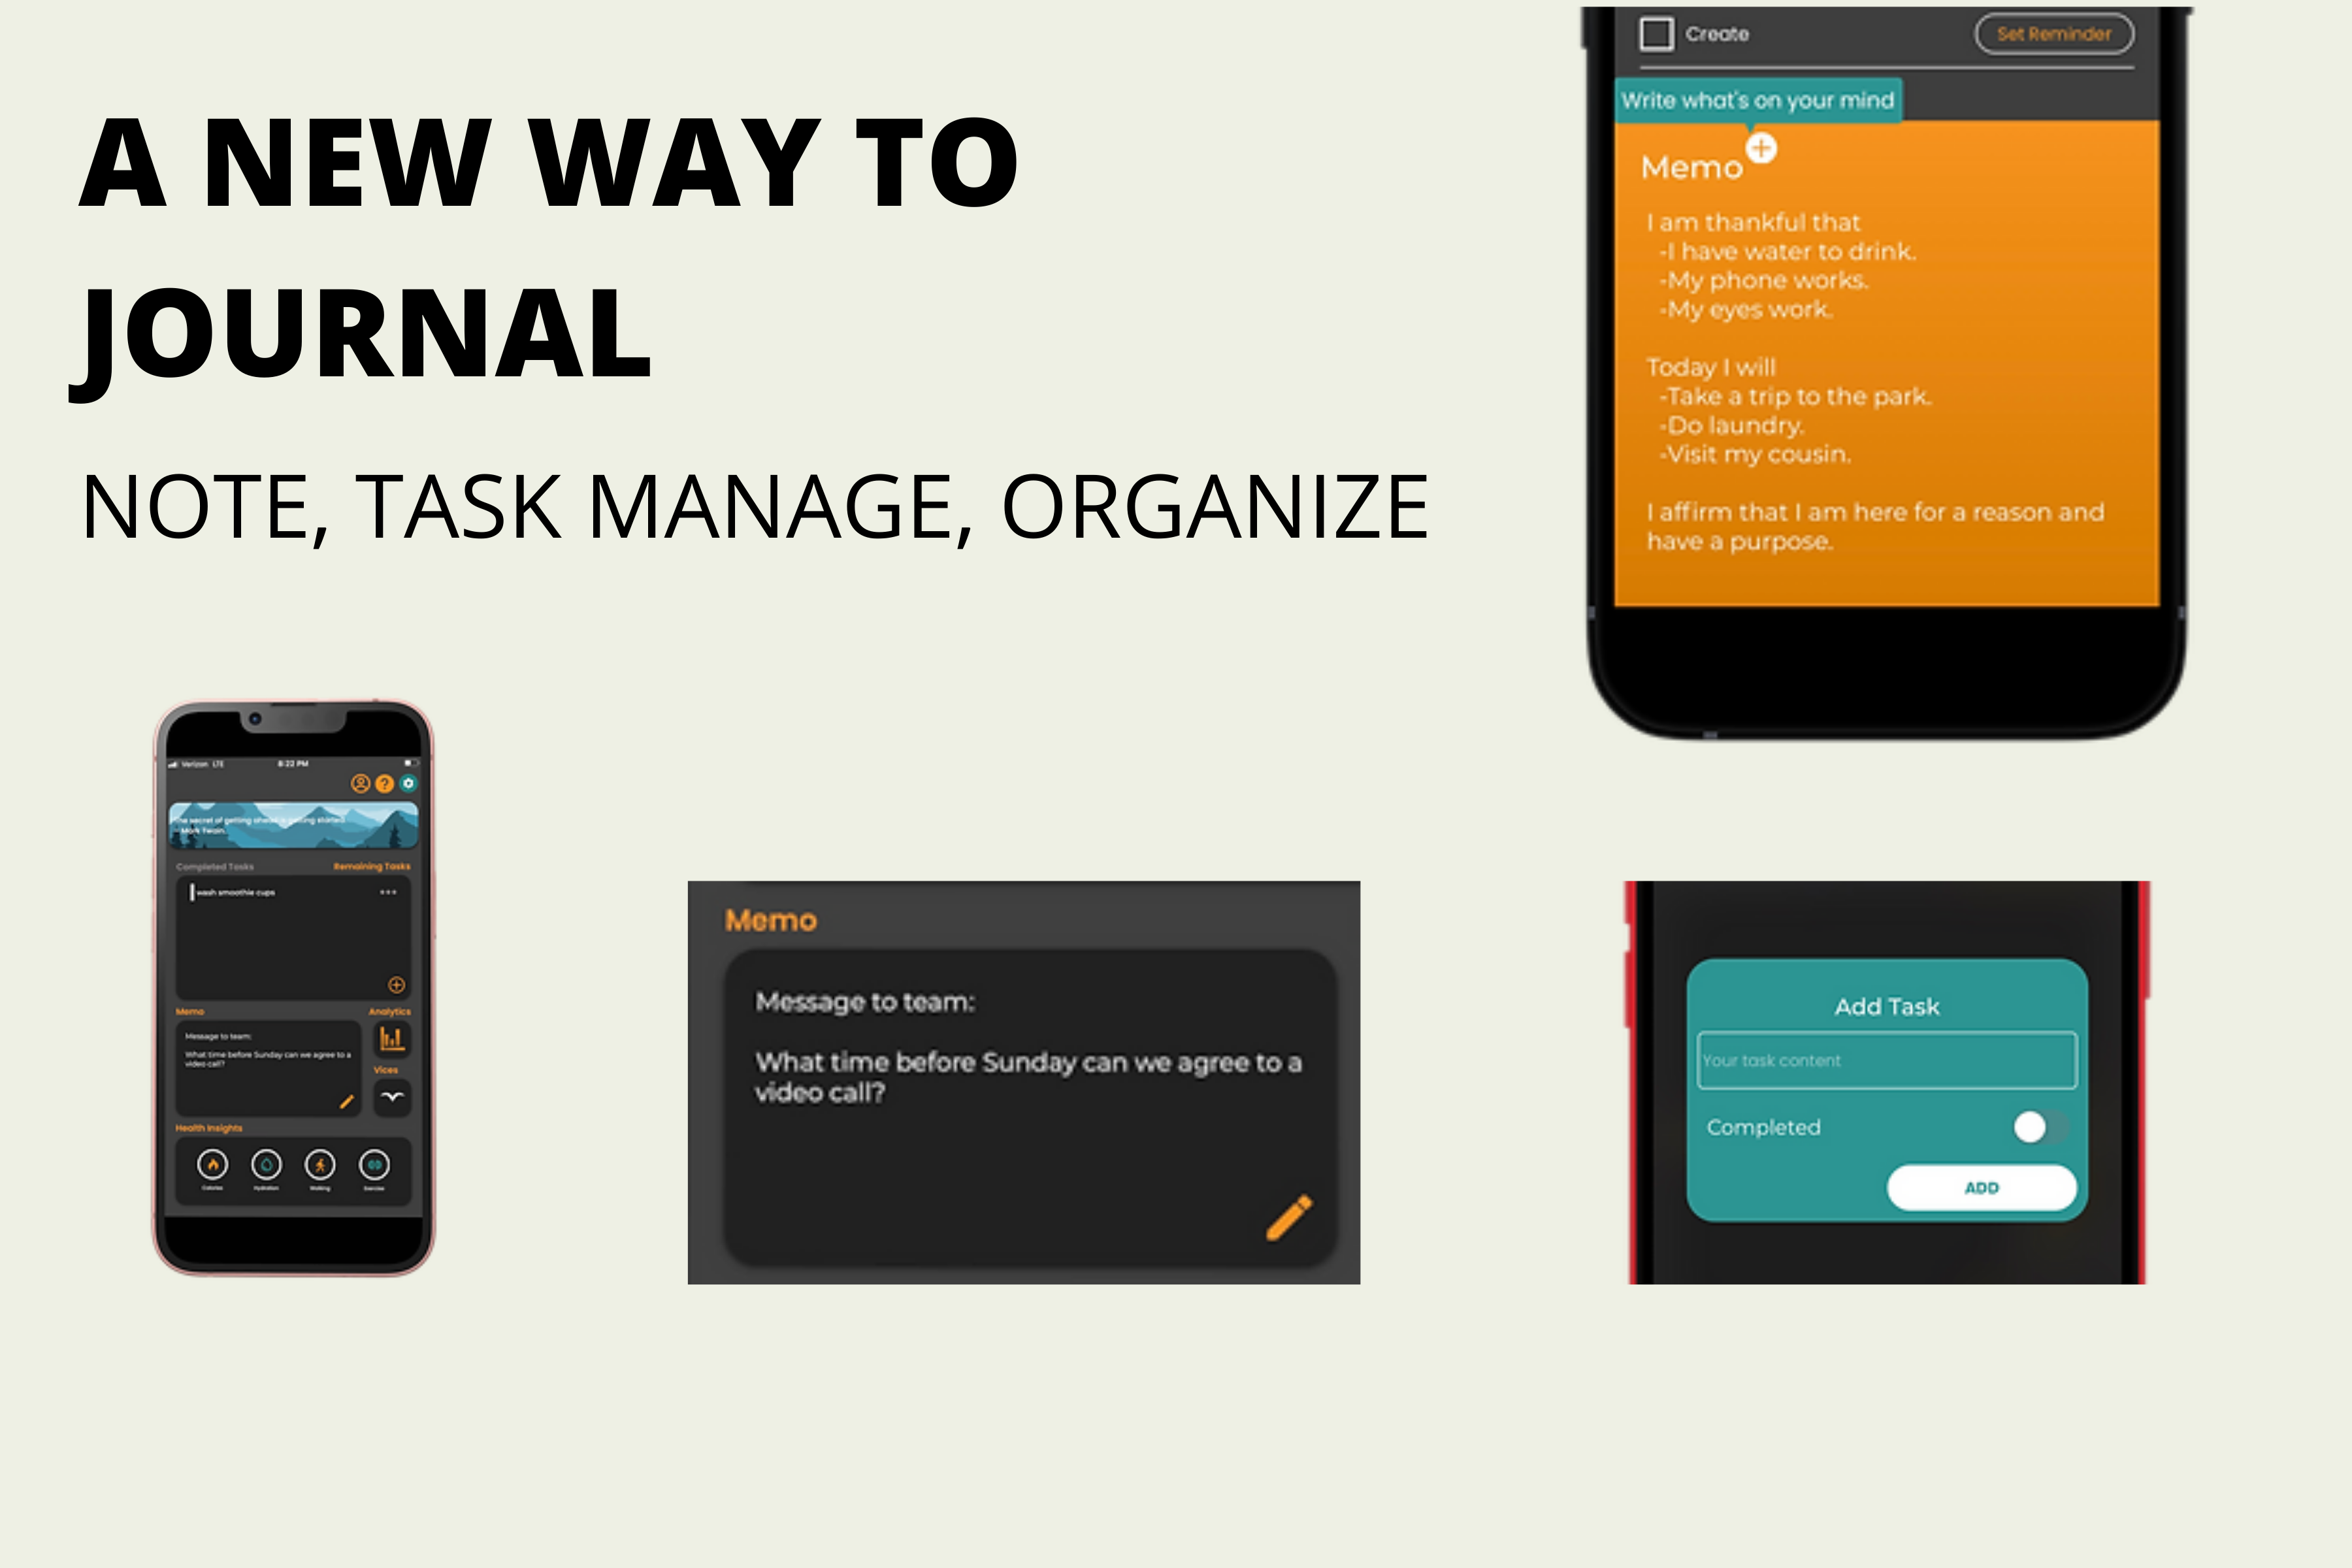 A NEW WAY TO
JOURNAL
NOTE, TASK MANAGE, ORGANIZE
Create
Set Reminder
Write what's on your mind
Memo
I am thankful that
-I have water to drink.
-My phone works.
-My eyes work.
Today I will
-Take a trip to the park.
-Do laundry.
-Visit my cousin.
I affirm that I am here for a reason and
have a purpose.
Verizon LTE
8:22 PM
?
The secret of getting ahead is getting started.
- Mark Twain.
Completed Tasks
Remaining Tasks
wash smoothie cups
Memo
Analytics
Message to team:
What time before Sunday can we agree to a
video call?
Vices
Health Insights
Calories
Hydration
Walking
Exercise
Memo
Message to team:
What time before Sunday can we agree to a
video call?
Add Task
Your task content
Completed
ADD